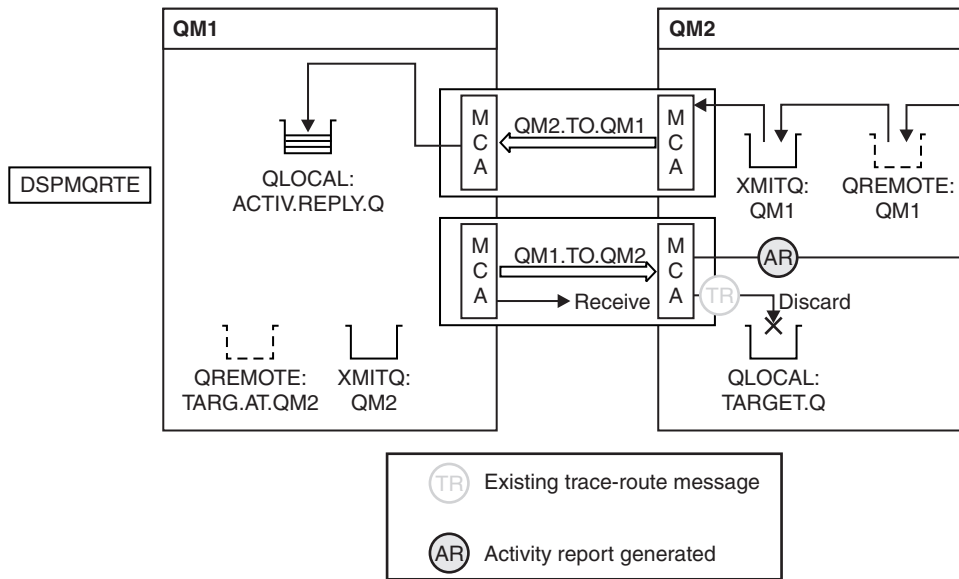 QM1
QM2
M
C
A
QM2.TO.QM1
M
C
A
DSPMQRTE
QLOCAL:
ACTIV.REPLY.Q
XMITQ:
QM1
QREMOTE:
QM1
M
C
A
QM1.TO.QM2
Receive
M
C
A
AR
TR
Discard
QREMOTE:
TARG.AT.QM2
XMITQ:
QM2
QLOCAL:
TARGET.Q
TR Existing trace-route message
AR Activity report generated